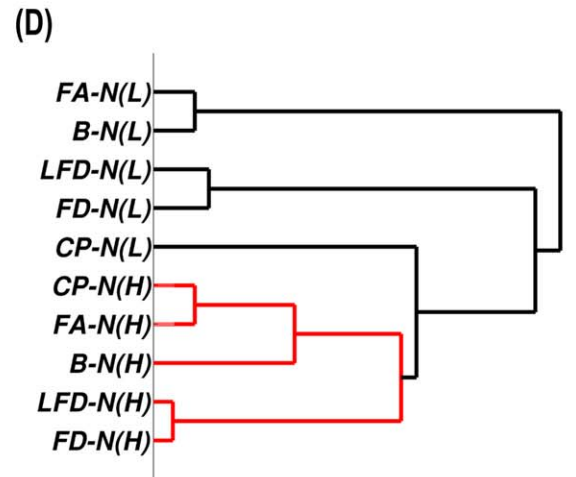 (D)
FA-N(L)
B-N(L)
LFD-N(L)
FD-N(L)
CP-N(L)
CP-N(H)
FA-N(H)
B-N(H)
LFD-N(H)
FD-N(H)